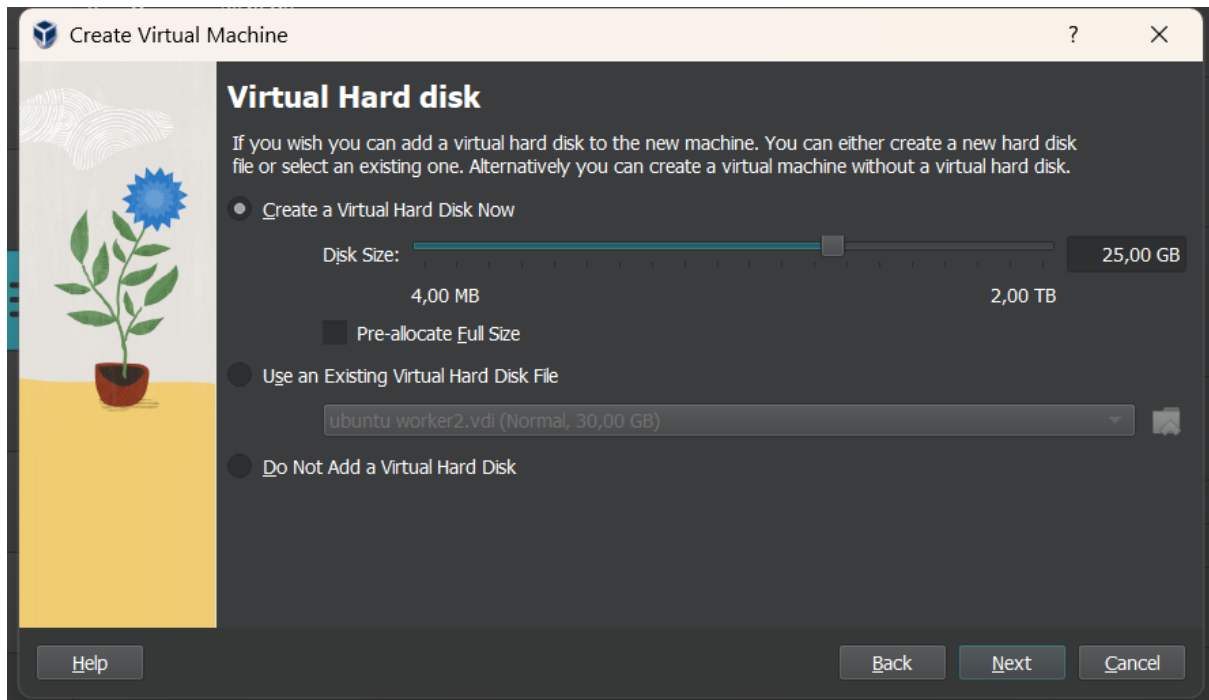 Create Virtual Machine
?
Virtual Hard disk
If you wish you can add a virtual hard disk to the new machine. You can either create a new hard disk
file or select an existing one. Alternatively you can create a virtual machine without a virtual hard disk.
Create a Virtual Hard Disk Now
Disk Size:
25,00 GB
4,00 MB
2,00 TB
Pre-allocate Full Size
Use an Existing Virtual Hard Disk File
ubuntu worker2.vdi (Normal, 30,00 GB)
Do Not Add a Virtual Hard Disk
Help
Back
Next
Cancel